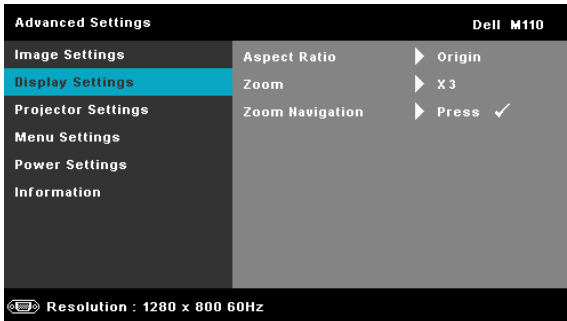 Advanced Settings Dell M110
Image Settings
Display Settings
Projector Settings
Menu Settings
Power Settings
Information
Aspect Ratio Origin
Zoom X3
Zoom Navigation Press ✓
Resolution : 1280 x 800 60Hz